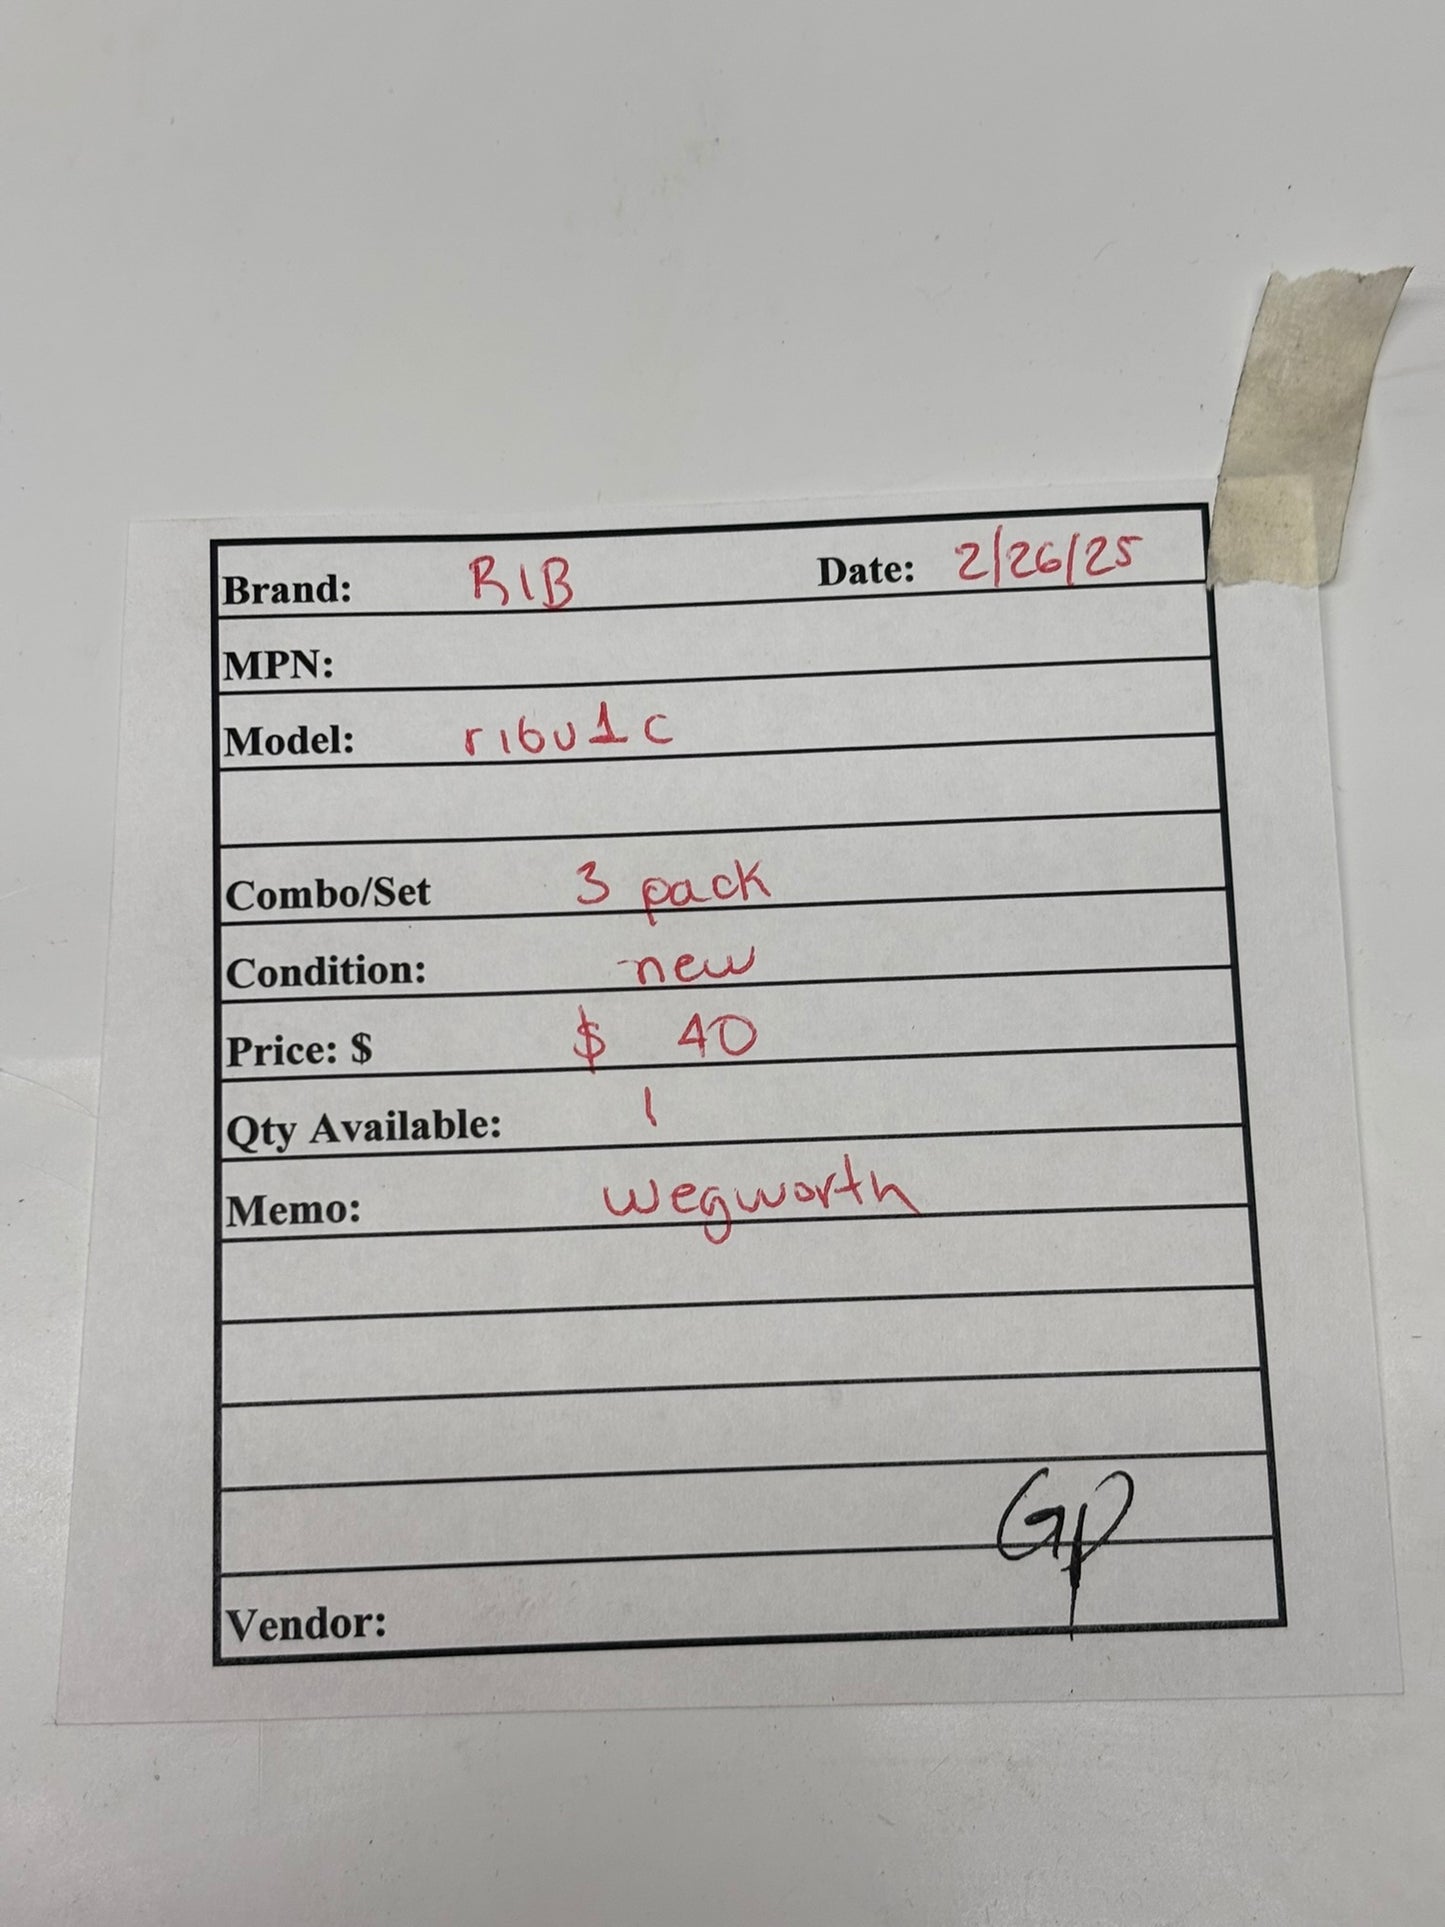 Brand: RIB Date: 2/26/25
MPN:
Model: ribu1c
Combo/Set 3 pack
Condition: new
Price: $ $ 40
Qty Available: 1
Memo: wegworth
GP
Vendor: